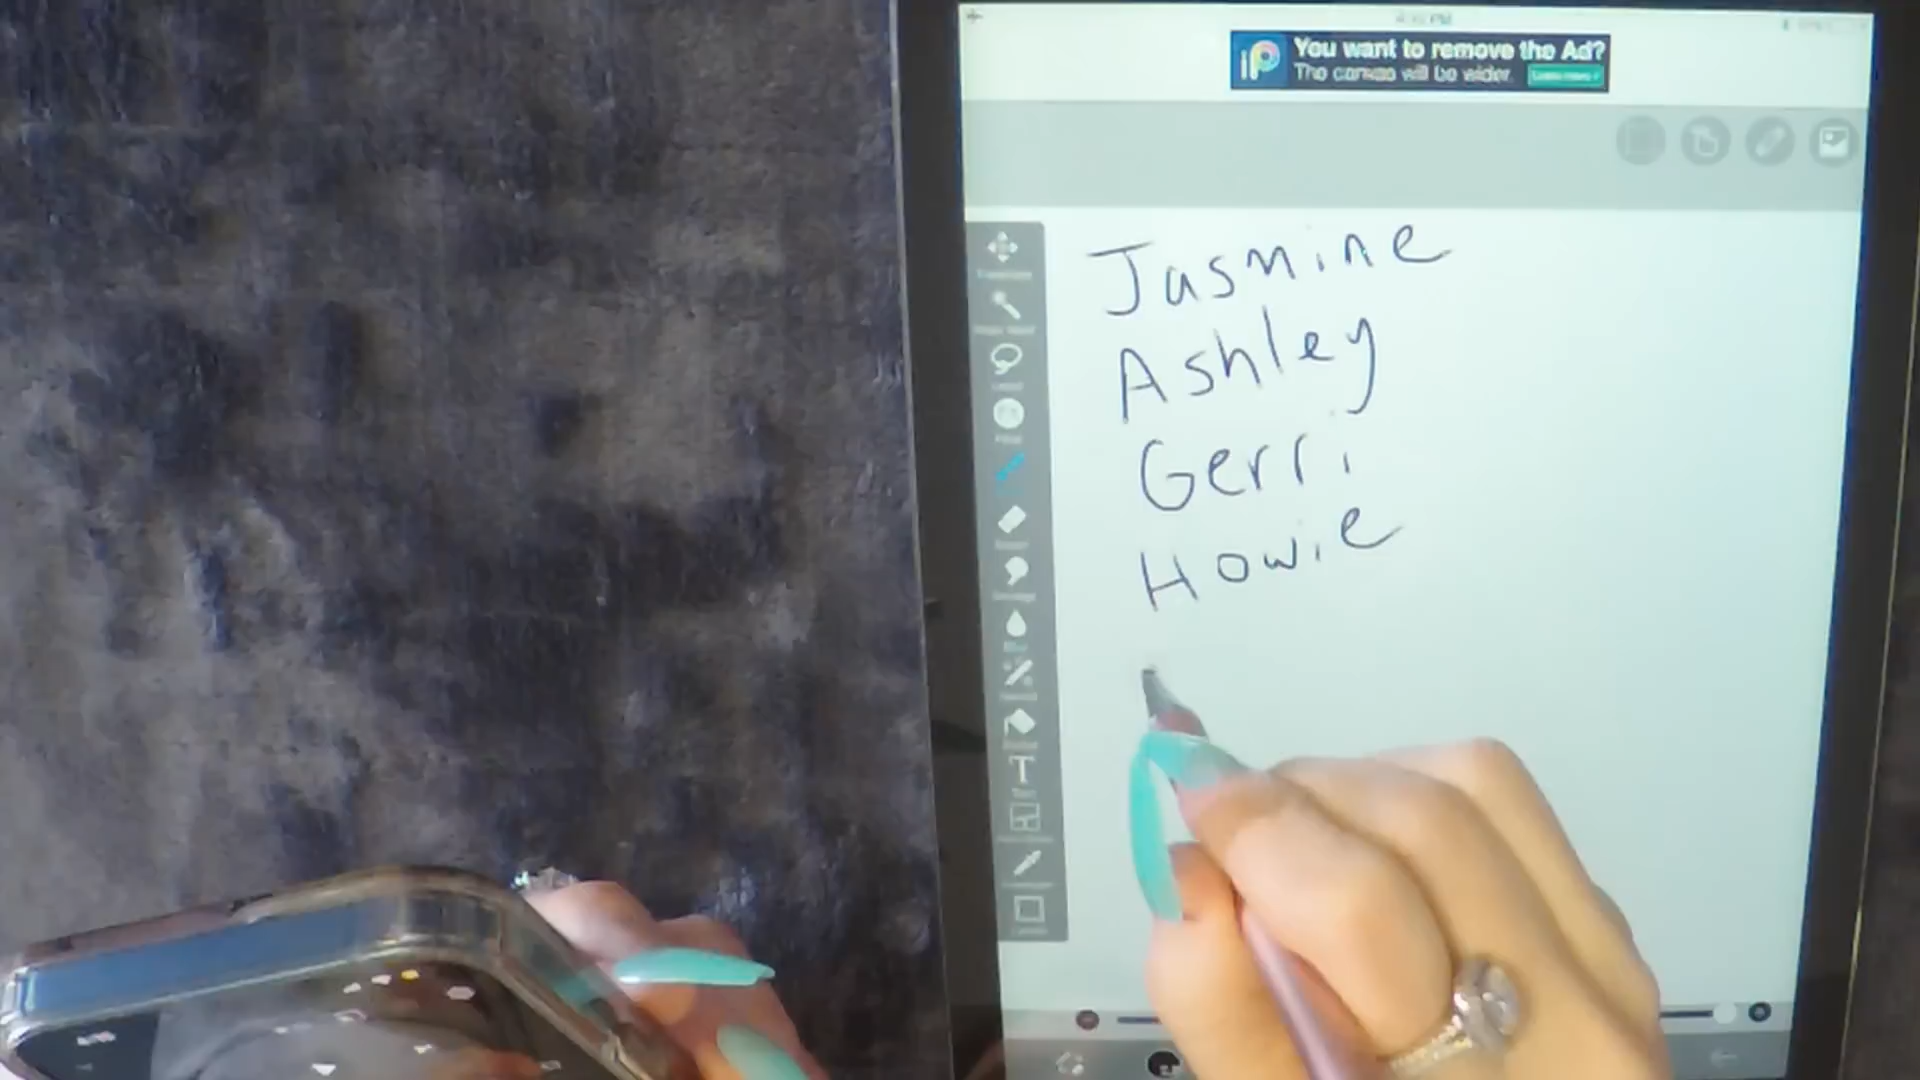 You want to remove the Ad?
The canvas will be wider.
Jasmine
Ashley
Gerri
Howie
T